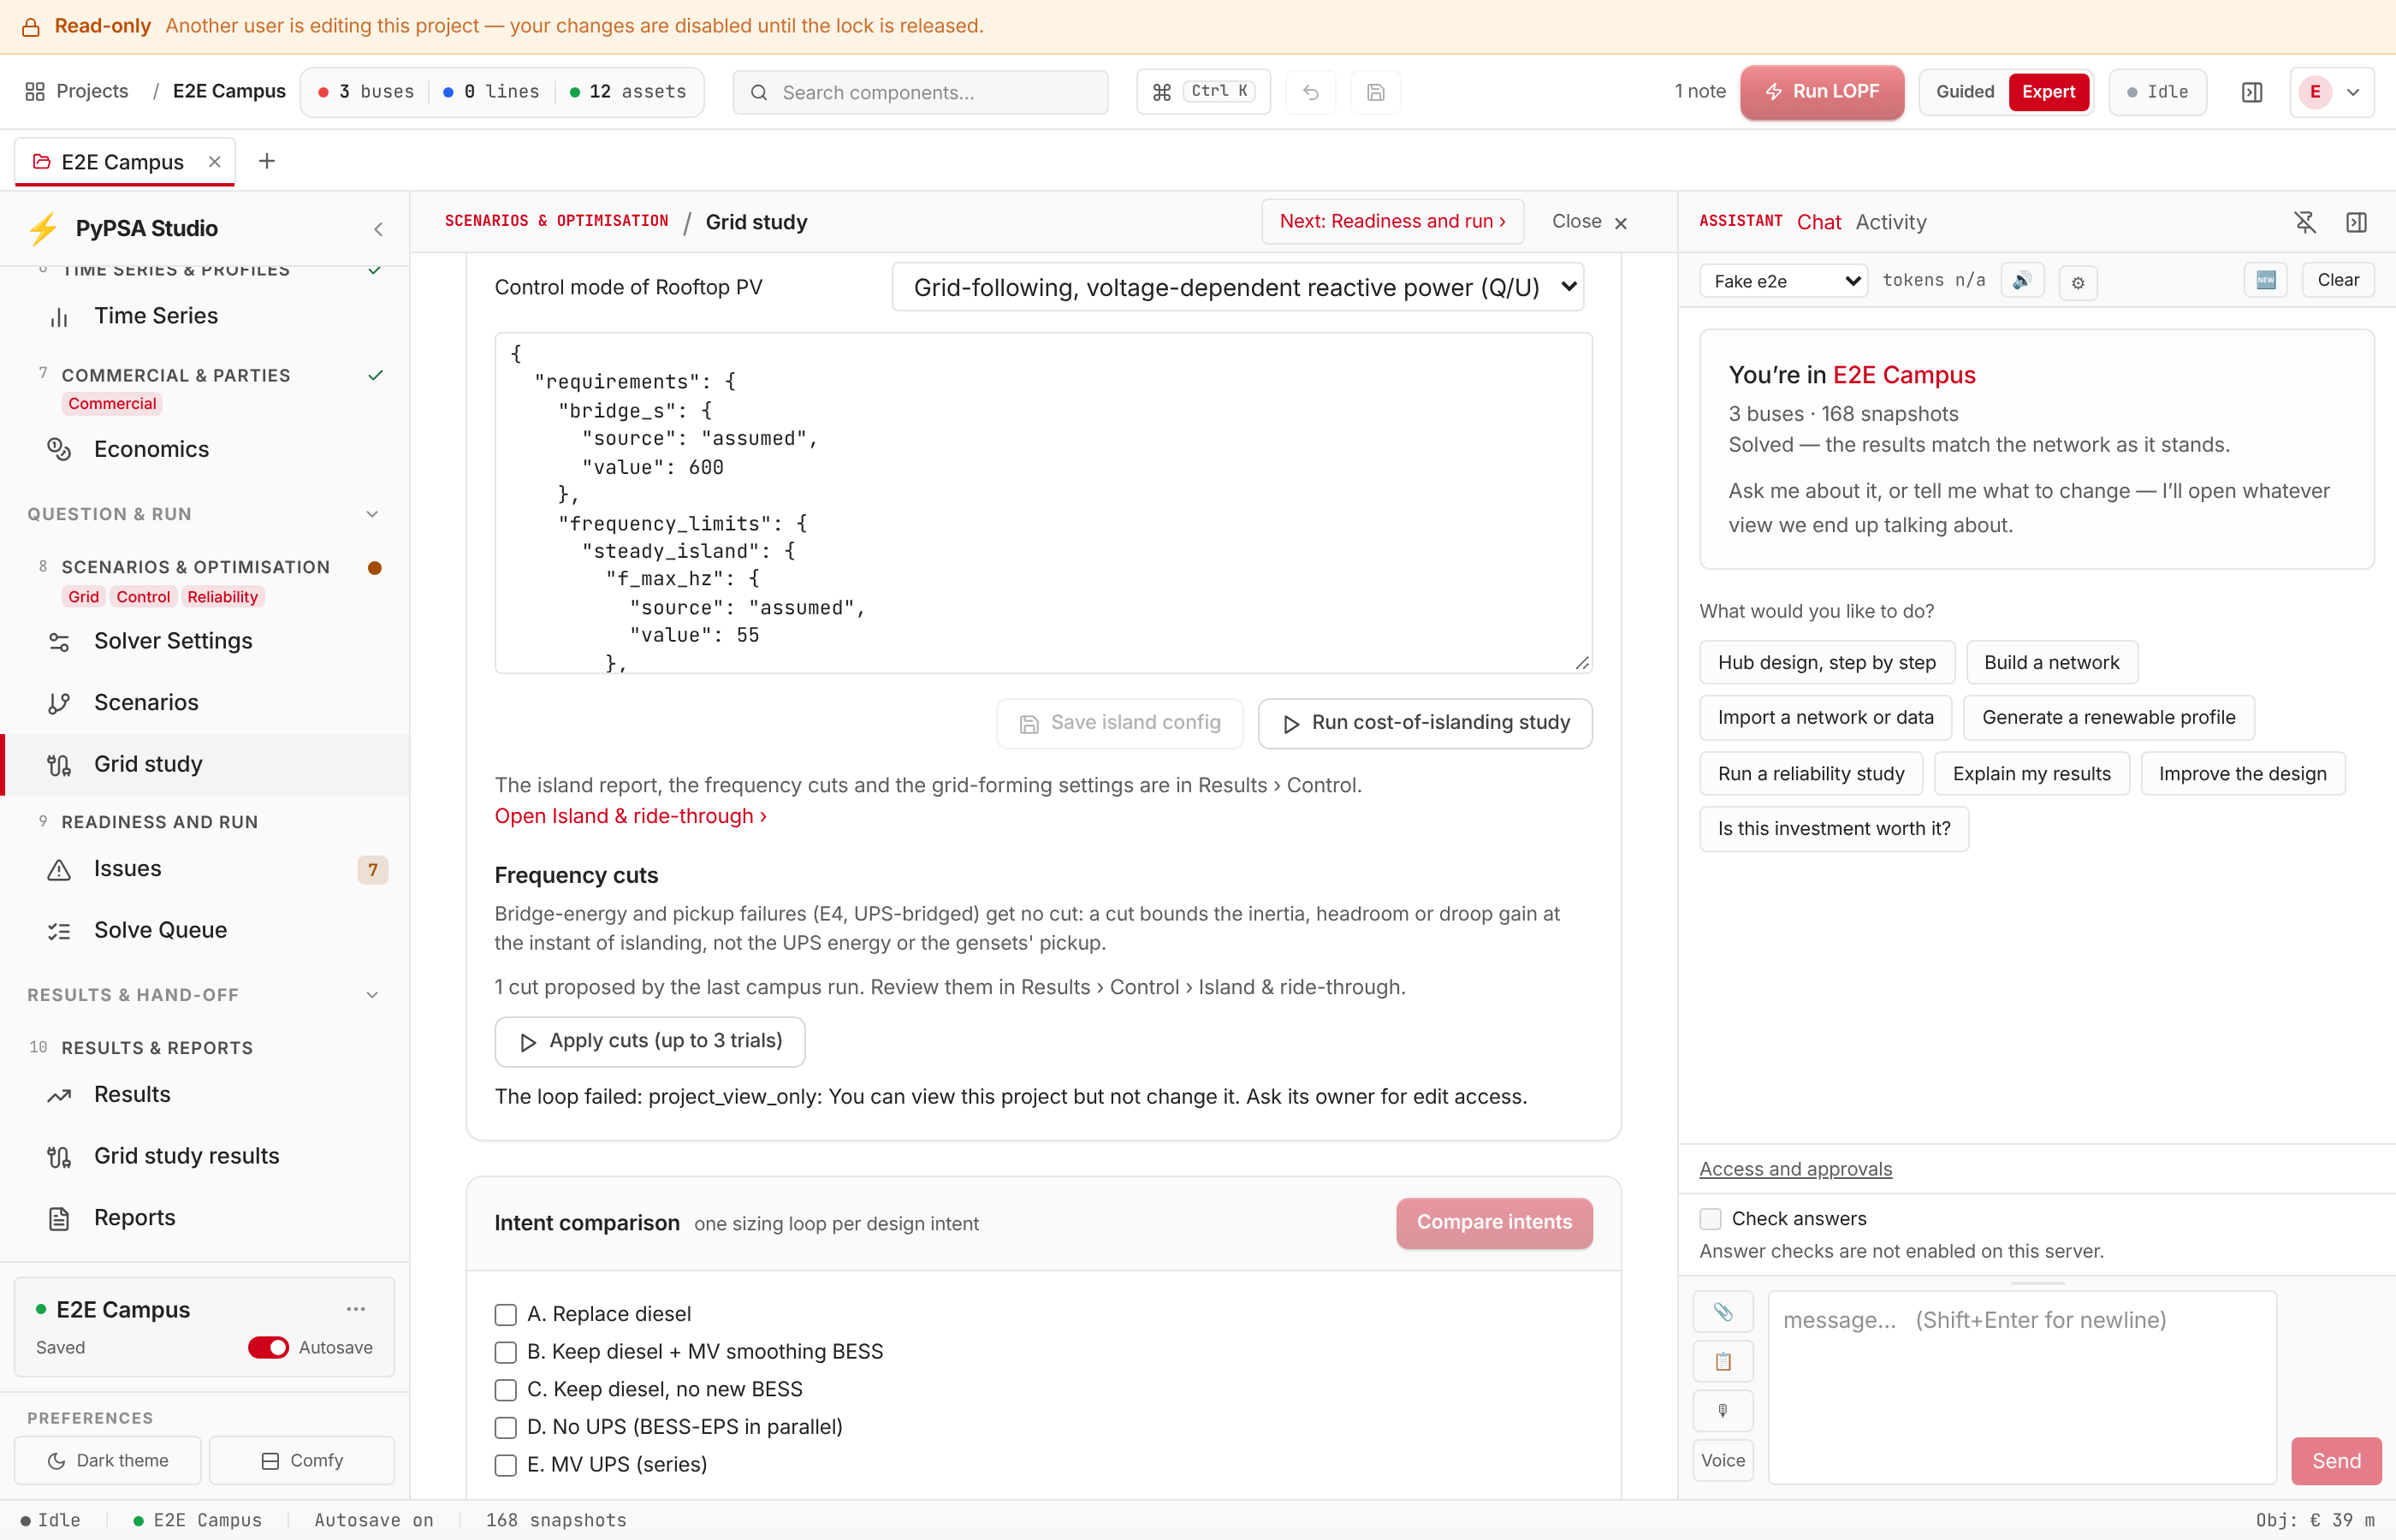 Read-only Another user is editing this project — your changes are disabled until the lock is released.
Projects / E2E Campus 3 buses 0 lines 12 assets Search components... Ctrl K 1 note Run LOPF Guided Expert Idle E
E2E Campus
PyPSA Studio
6 TIME SERIES & PROFILES
Time Series
7 COMMERCIAL & PARTIES
Commercial
Economics
QUESTION & RUN
8 SCENARIOS & OPTIMISATION
Grid Control Reliability
Solver Settings
Scenarios
Grid study
9 READINESS AND RUN
Issues 7
Solve Queue
RESULTS & HAND-OFF
10 RESULTS & REPORTS
Results
Grid study results
Reports
E2E Campus
Saved Autosave
PREFERENCES
Dark theme Comfy
SCENARIOS & OPTIMISATION / Grid study Next: Readiness and run › Close
Control mode of Rooftop PV Grid-following, voltage-dependent reactive power (Q/U)
{
"requirements": {
"bridge_s": {
"source": "assumed",
"value": 600
},
"frequency_limits": {
"steady_island": {
"f_max_hz": {
"source": "assumed",
"value": 55
},
Save island config Run cost-of-islanding study
The island report, the frequency cuts and the grid-forming settings are in Results › Control.
Open Island & ride-through ›
Frequency cuts
Bridge-energy and pickup failures (E4, UPS-bridged) get no cut: a cut bounds the inertia, headroom or droop gain at
the instant of islanding, not the UPS energy or the gensets' pickup.
1 cut proposed by the last campus run. Review them in Results › Control › Island & ride-through.
Apply cuts (up to 3 trials)
The loop failed: project_view_only: You can view this project but not change it. Ask its owner for edit access.
Intent comparison one sizing loop per design intent Compare intents
A. Replace diesel
B. Keep diesel + MV smoothing BESS
C. Keep diesel, no new BESS
D. No UPS (BESS-EPS in parallel)
E. MV UPS (series)
ASSISTANT Chat Activity
Fake e2e tokens n/a NEW Clear
You're in E2E Campus
3 buses · 168 snapshots
Solved — the results match the network as it stands.
Ask me about it, or tell me what to change — I'll open whatever
view we end up talking about.
What would you like to do?
Hub design, step by step Build a network
Import a network or data Generate a renewable profile
Run a reliability study Explain my results Improve the design
Is this investment worth it?
Access and approvals
Check answers
Answer checks are not enabled on this server.
message... (Shift+Enter for newline)
Voice
Send
Idle E2E Campus Autosave on 168 snapshots Obj: € 39 m